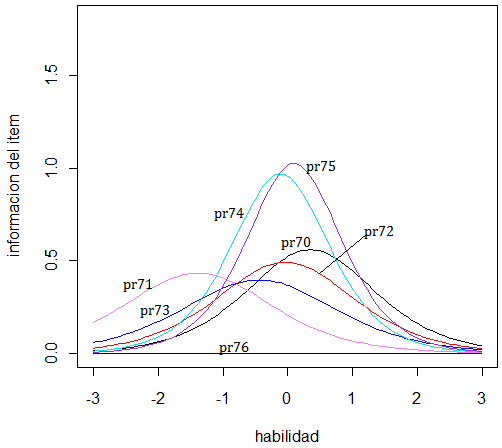 informacion del item
1.5
1.0
0.5
0.0
pr75
pr74
pr72
pr70
pr71
pr73
pr76
-3 -2 -1 0 1 2 3
habilidad